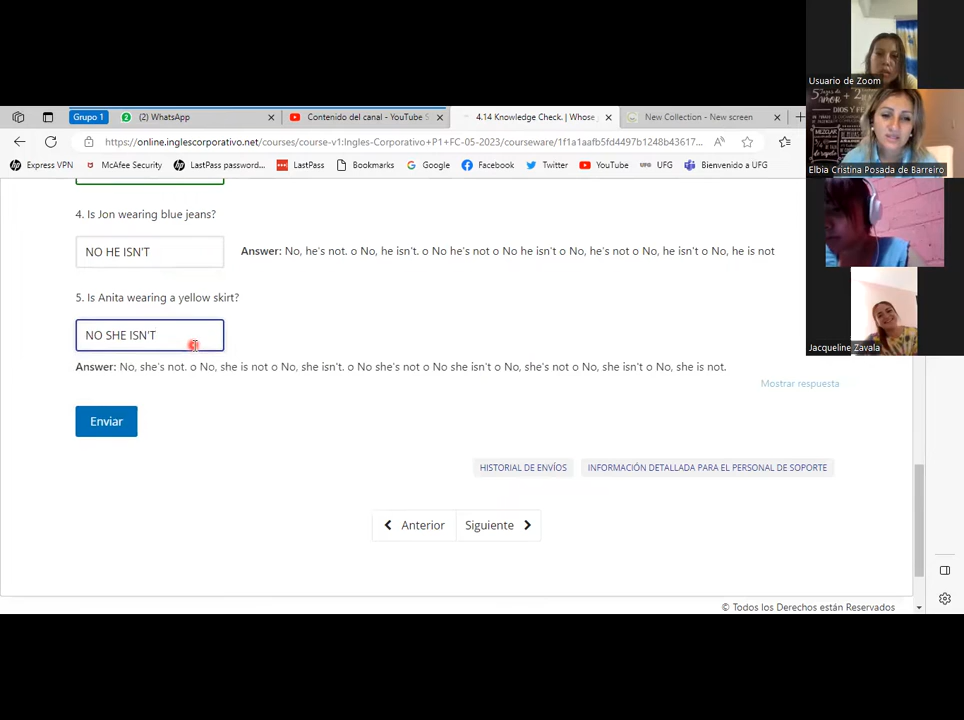 Grupo 1
(2) WhatsApp
Contenido del canal - YouTube S
4.14 Knowledge Check. | Whose
New Collection - New screen
https://online.inglescorporativo.net/courses/course-v1:Ingles-Corporativo+P1+FC-05-2023/courseware/1f1a1aafb5fd4497b1248b43617...
Express VPN
McAfee Security
LastPass password...
LastPass
Bookmarks
Google
Facebook
Twitter
YouTube
UFG
Bienvenido a UFG
4. Is Jon wearing blue jeans?
NO HE ISN'T
Answer: No, he's not. o No, he isn't. o No he's not o No he isn't o No, he's not o No, he isn't o No, he is not
5. Is Anita wearing a yellow skirt?
NO SHE ISN'T
Answer: No, she's not. o No, she is not o No, she isn't. o No she's not o No she isn't o No, she's not o No, she isn't o No, she is not.
Mostrar respuesta
Enviar
HISTORIAL DE ENVÍOS
INFORMACIÓN DETALLADA PARA EL PERSONAL DE SOPORTE
Anterior
Siguiente
© Todos los Derechos están Reservados
Usuario de Zoom
Elbia Cristina Posada de Barreiro
Jacqueline Zavala